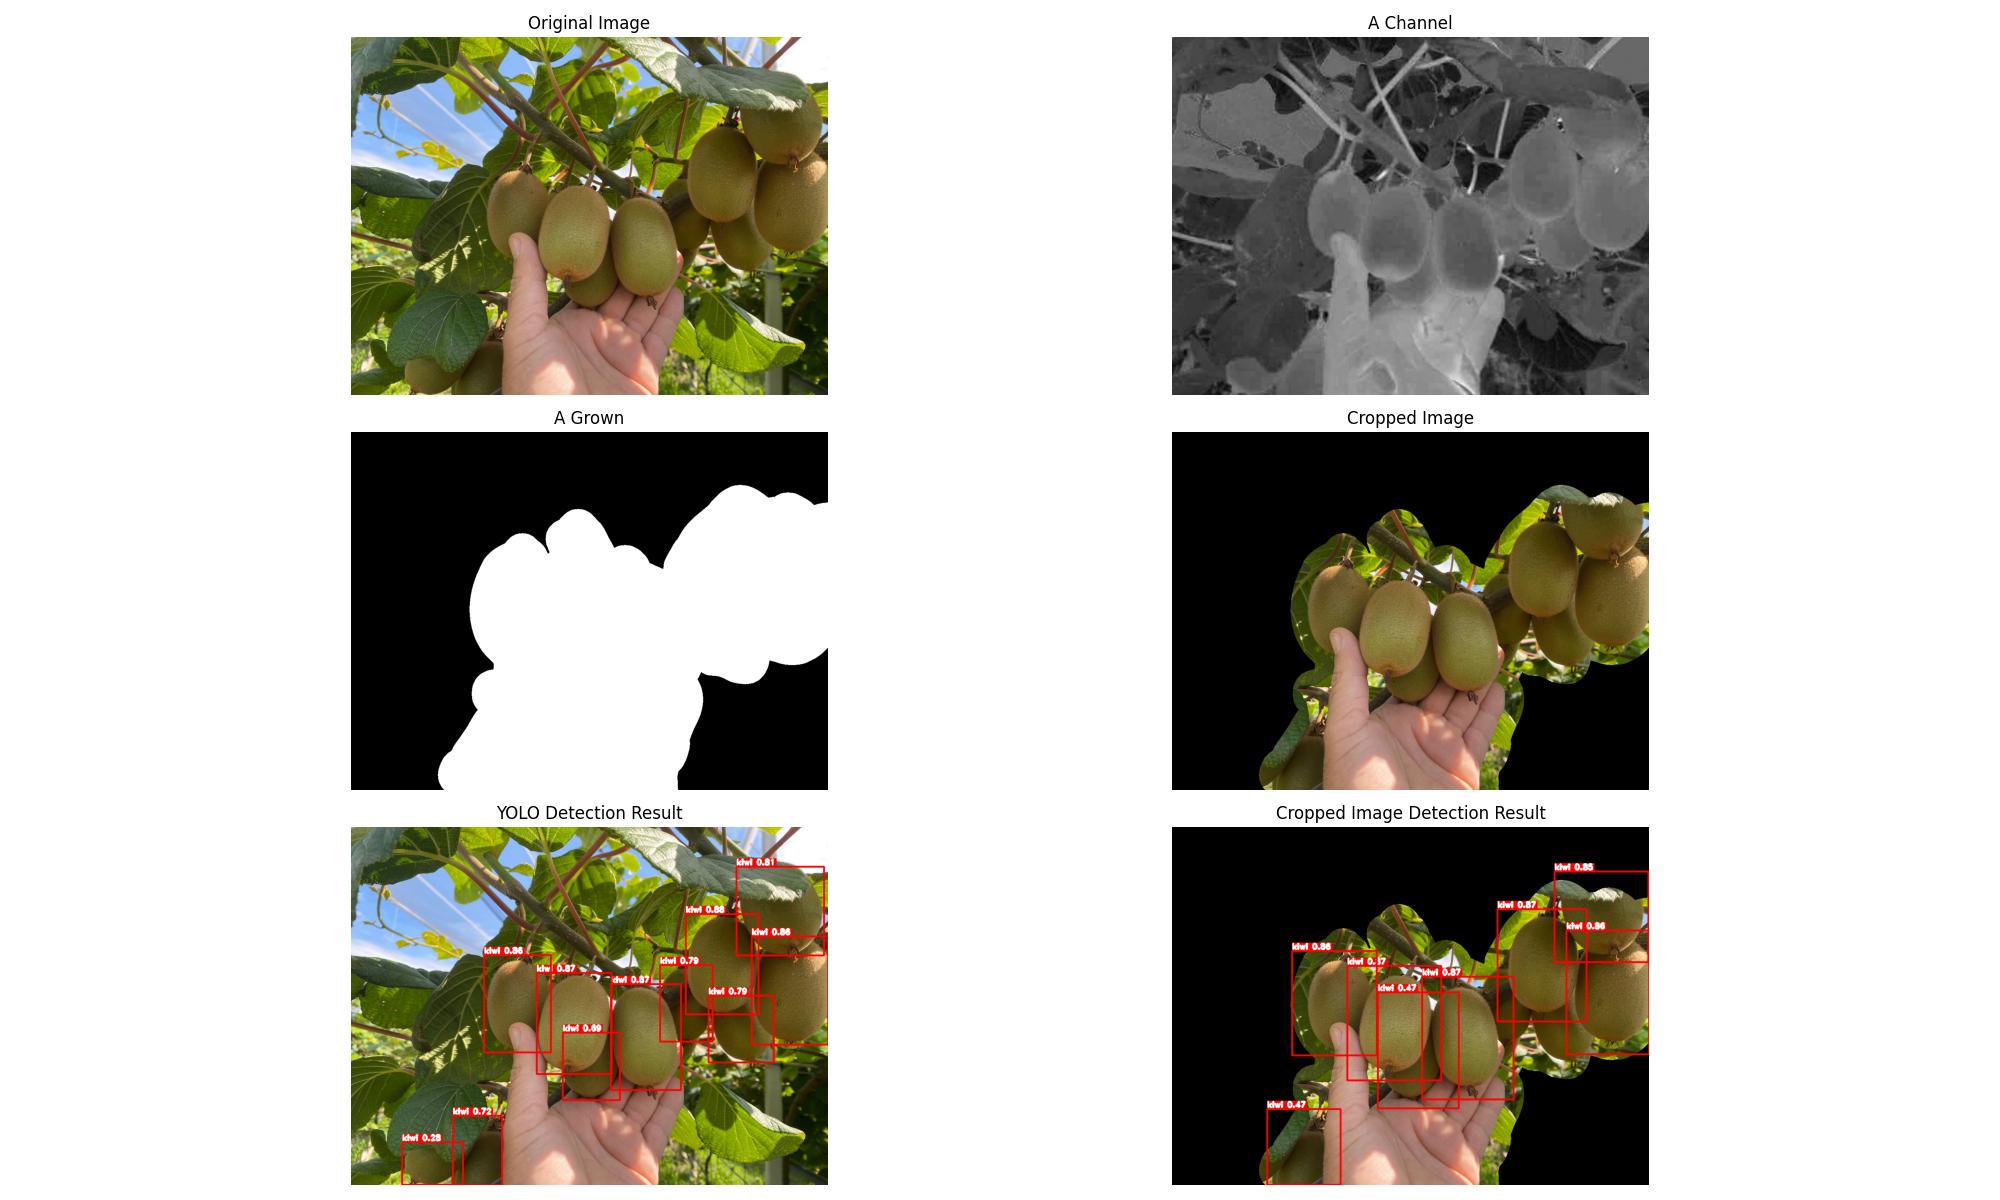 Original Image
A Channel
A Grown
Cropped Image
YOLO Detection Result
kiwi 0.81
kiwi 0.88
kiwi 0.86
kiwi 0.86
kiwi 0.79
kiwi 0.87
kiwi 0.87
kiwi 0.79
kiwi 0.69
kiwi 0.72
kiwi 0.28
Cropped Image Detection Result
kiwi 0.85
kiwi 0.87
kiwi 0.86
kiwi 0.86
kiwi 0.87
kiwi 0.87
kiwi 0.47
kiwi 0.47